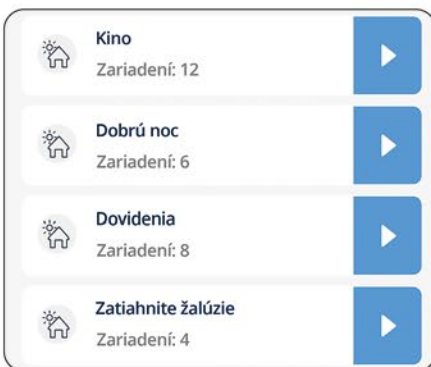 Kino
Zariadení: 12
Dobrú noc
Zariadení: 6
Dovidenia
Zariadení: 8
Zatiahnite žalúzie
Zariadení: 4